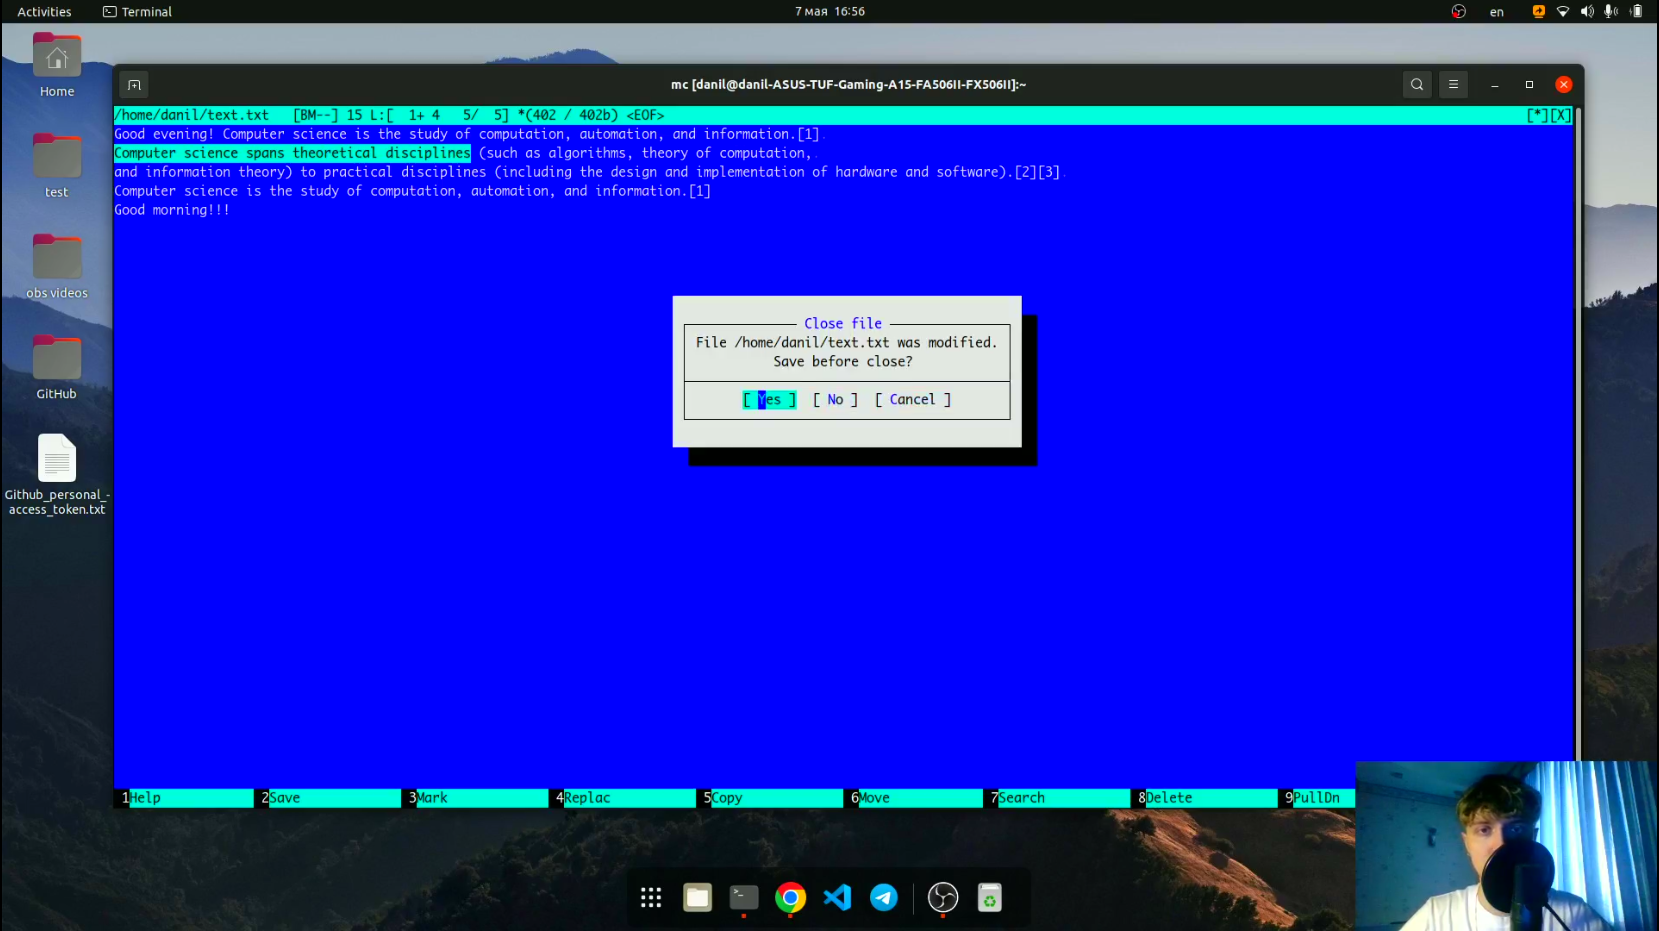 Activities Terminal 7 мая 16:56 en
Home
test
obs videos
GitHub
Github_personal_-
access_token.txt
mc [danil@danil-ASUS-TUF-Gaming-A15-FA506II-FX506II]:~
/home/danil/text.txt [BM--] 15 L:[ 1+ 4 5/ 5] *(402 / 402b) <EOF> [*][X]
Good evening! Computer science is the study of computation, automation, and information.[1]
Computer science spans theoretical disciplines (such as algorithms, theory of computation,
and information theory) to practical disciplines (including the design and implementation of hardware and software).[2][3]
Computer science is the study of computation, automation, and information.[1]
Good morning!!!
Close file
File /home/danil/text.txt was modified.
Save before close?
[ Yes ] [ No ] [ Cancel ]
1Help 2Save 3Mark 4Replac 5Copy 6Move 7Search 8Delete 9PullDn